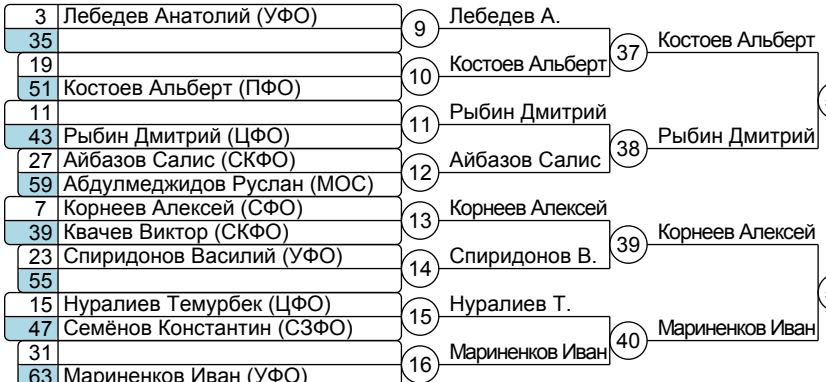 3 Лебедев Анатолий (УФО)
35
19
51 Костоев Альберт (ПФО)
11
43 Рыбин Дмитрий (ЦФО)
27 Айбазов Салис (СКФО)
59 Абдулмеджидов Руслан (МОС)
7 Корнеев Алексей (СФО)
39 Квачев Виктор (СКФО)
23 Спиридонов Василий (УФО)
55
15 Нуралиев Темурбек (ЦФО)
47 Семёнов Константин (СЗФО)
31
63 Мариненков Иван (УФО)
9 Лебедев А.
10 Костоев Альберт
11 Рыбин Дмитрий
12 Айбазов Салис
13 Корнеев Алексей
14 Спиридонов В.
15 Нуралиев Т.
16 Мариненков Иван
37 Костоев Альберт
38 Рыбин Дмитрий
39 Корнеев Алексей
40 Мариненков Иван